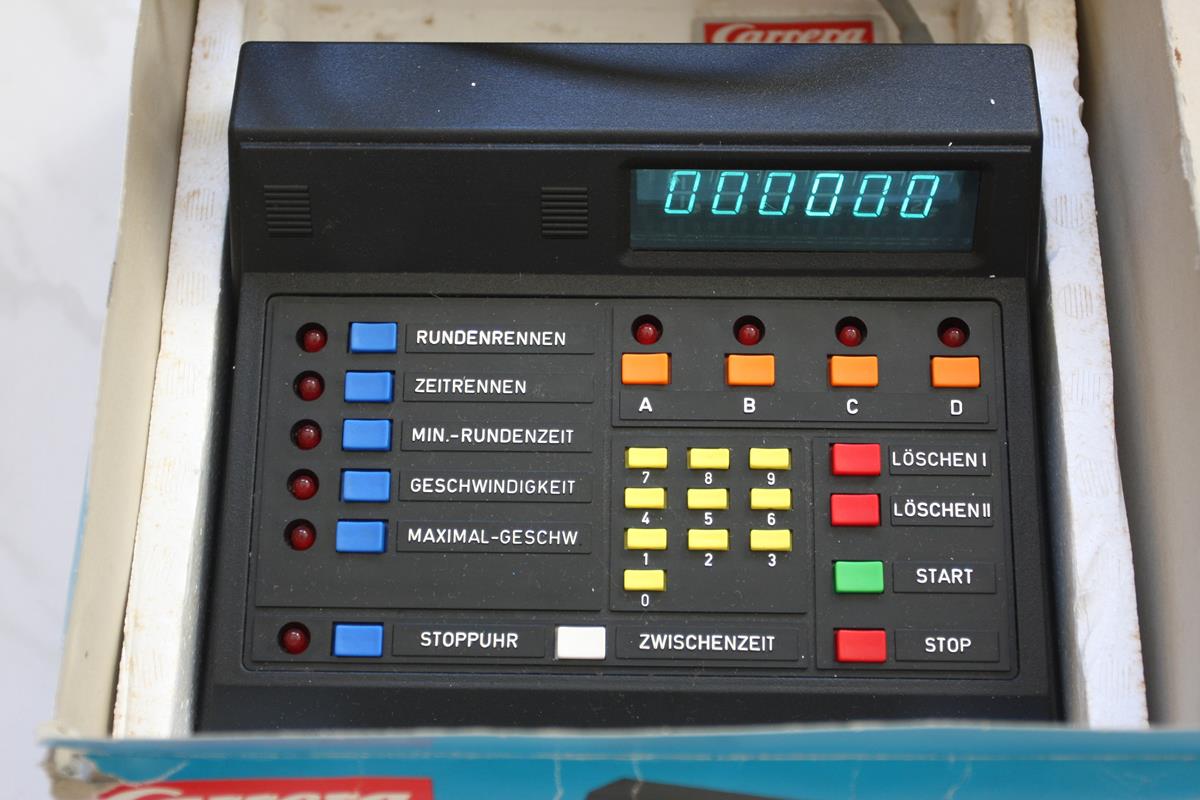 Carrera
000000
RUNDENRENNEN
ZEITRENNEN
MIN.-RUNDENZEIT
GESCHWINDIGKEIT
MAXIMAL-GESCHW
STOPPUHR
ZWISCHENZEIT
A B C D
7 8 9
4 5 6
1 2 3
0
LÖSCHEN I
LÖSCHEN II
START
STOP
Carrera